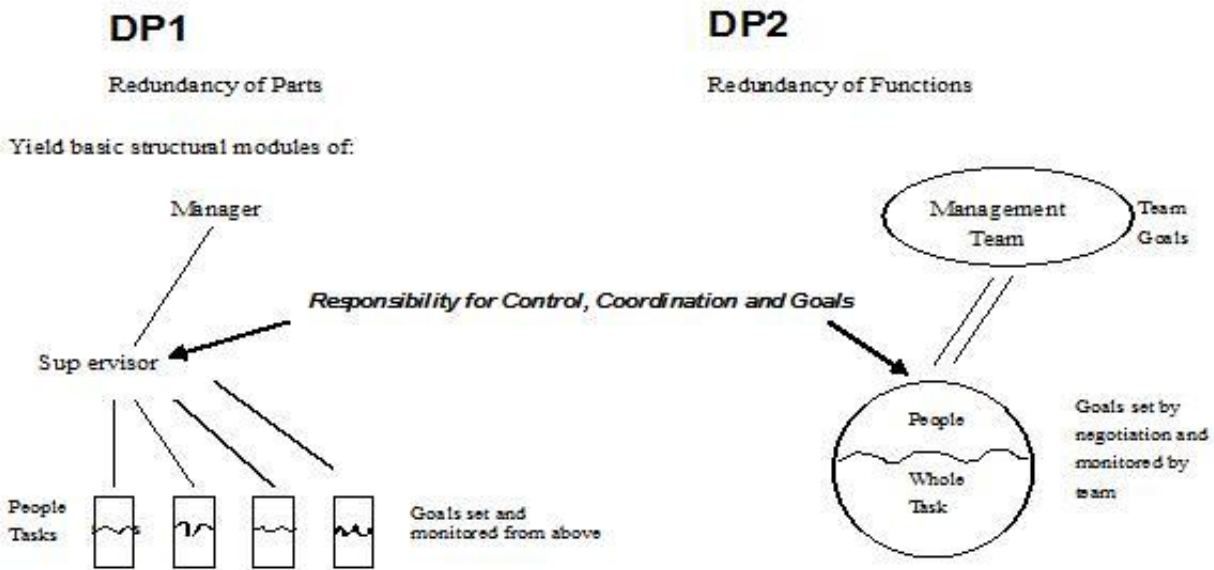 DP1
Redundancy of Parts
DP2
Redundancy of Functions
Yield basic structural modules of:
Manager
Management
Team
Team
Goals
Responsibility for Control, Coordination and Goals
Supervisor
People
Whole
Task
Goals set by
negotiation and
monitored by
team
People
Tasks
Goals set and
monitored from above